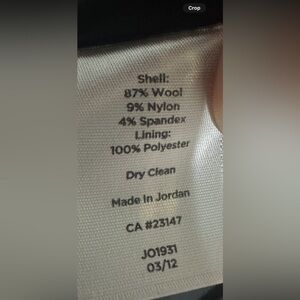 Crop
Shell:
87% Wool
9% Nylon
4% Spandex
Lining:
100% Polyester
Dry Clean
Made In Jordan
CA #23147
JO1931
03/12